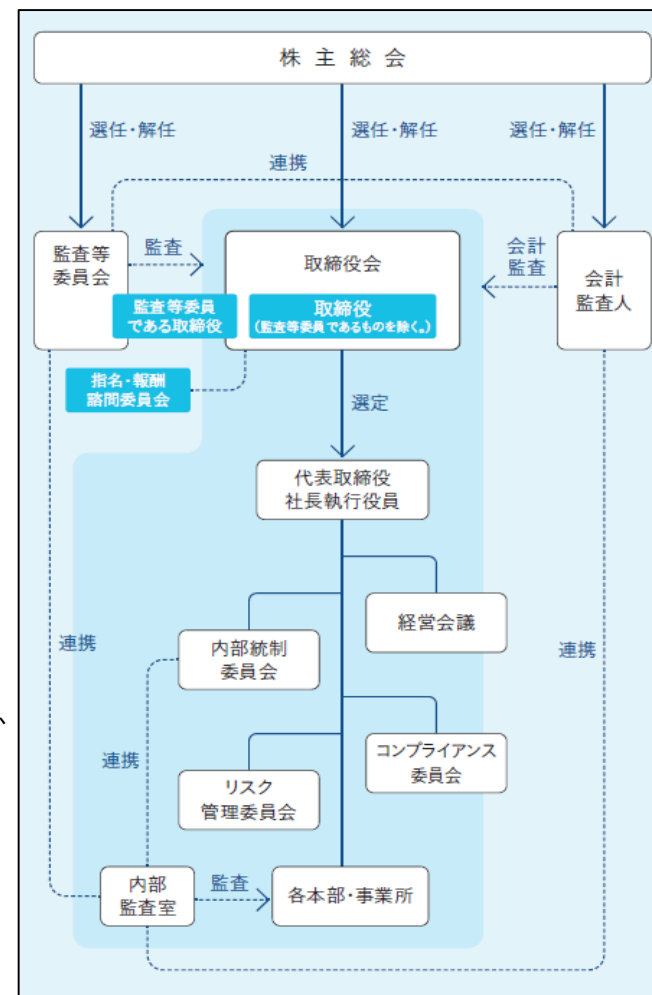 株主総会
選任・解任
選任・解任
選任・解任
連携
監査等
委員会
監査
取締役会
会計
監査
会計
監査人
監査等委員
である取締役
取締役
(監査等委員であるものを除く。)
指名・報酬
諮問委員会
選定
代表取締役
社長執行役員
経営会議
内部統制
委員会
連携
連携
連携
コンプライアンス
委員会
リスク
管理委員会
内部
監査室
監査
各本部・事業所